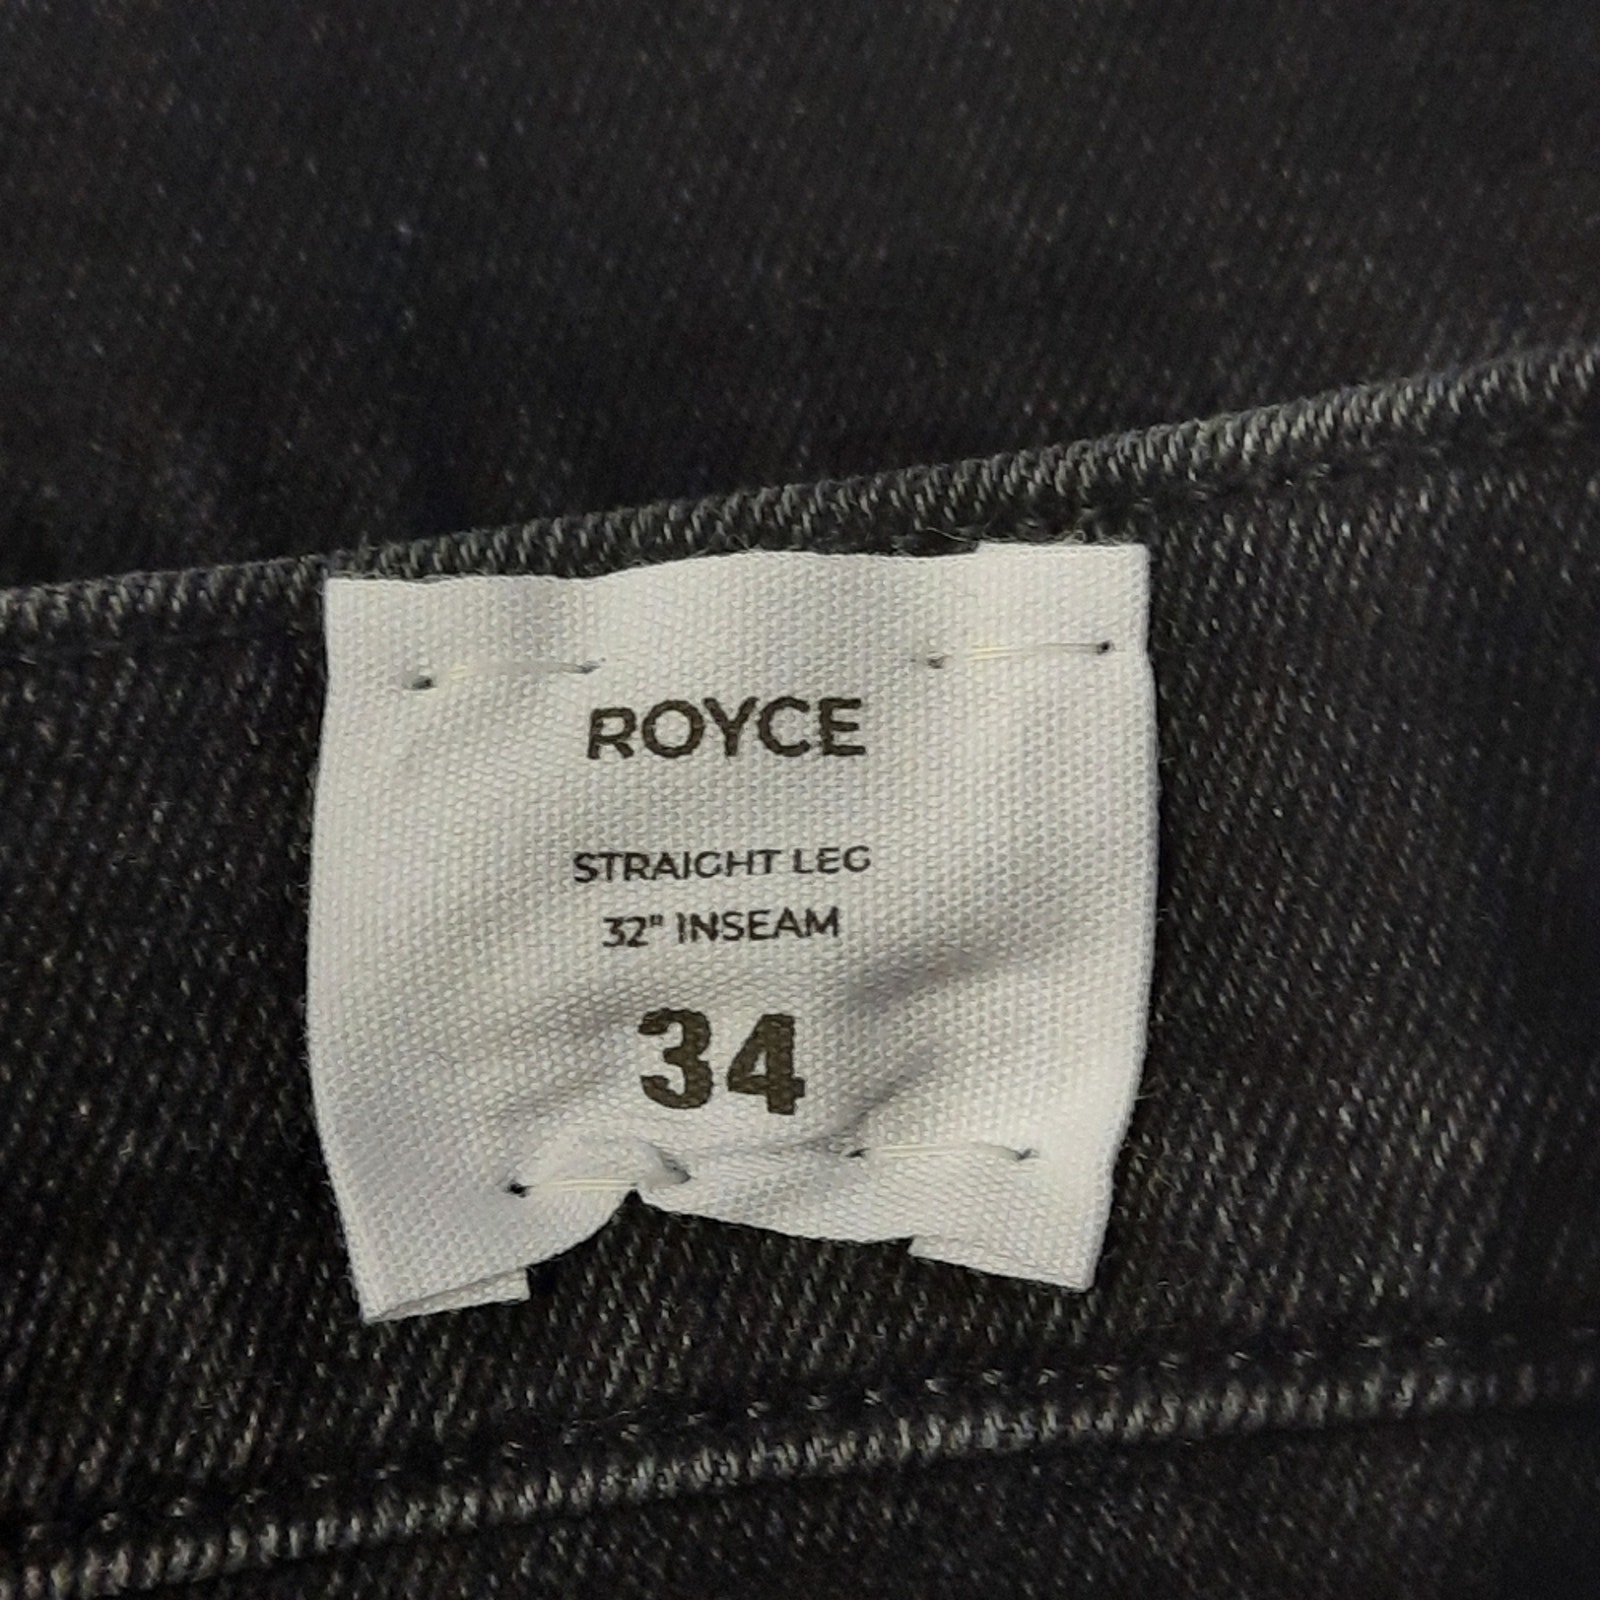 ROYCE
STRAIGHT LEG
32" INSEAM
34